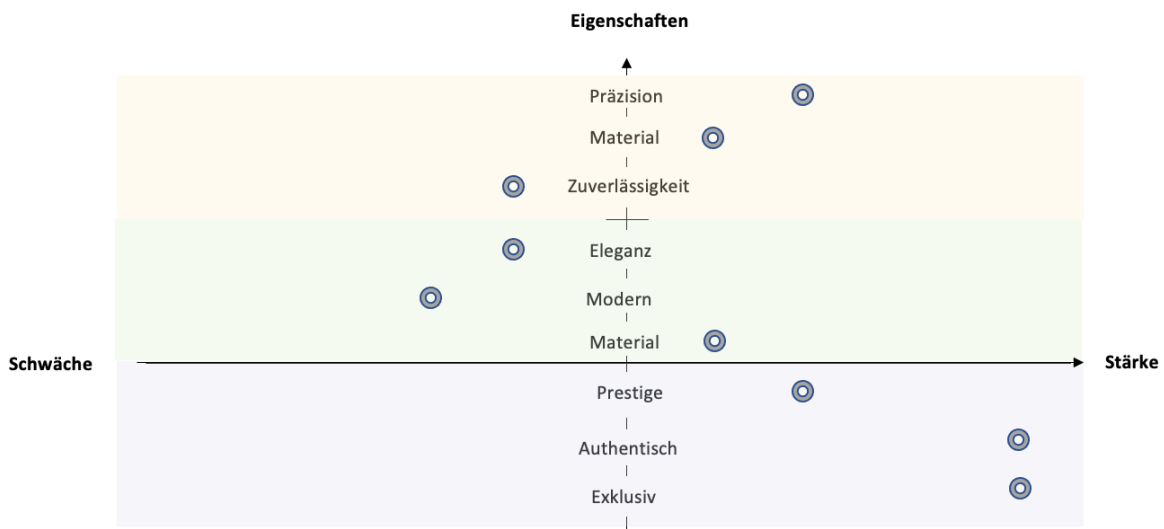 Eigenschaften
Präzision
Material
Zuverlässigkeit
Eleganz
Modern
Material
Schwäche
Stärke
Prestige
Authentisch
Exklusiv